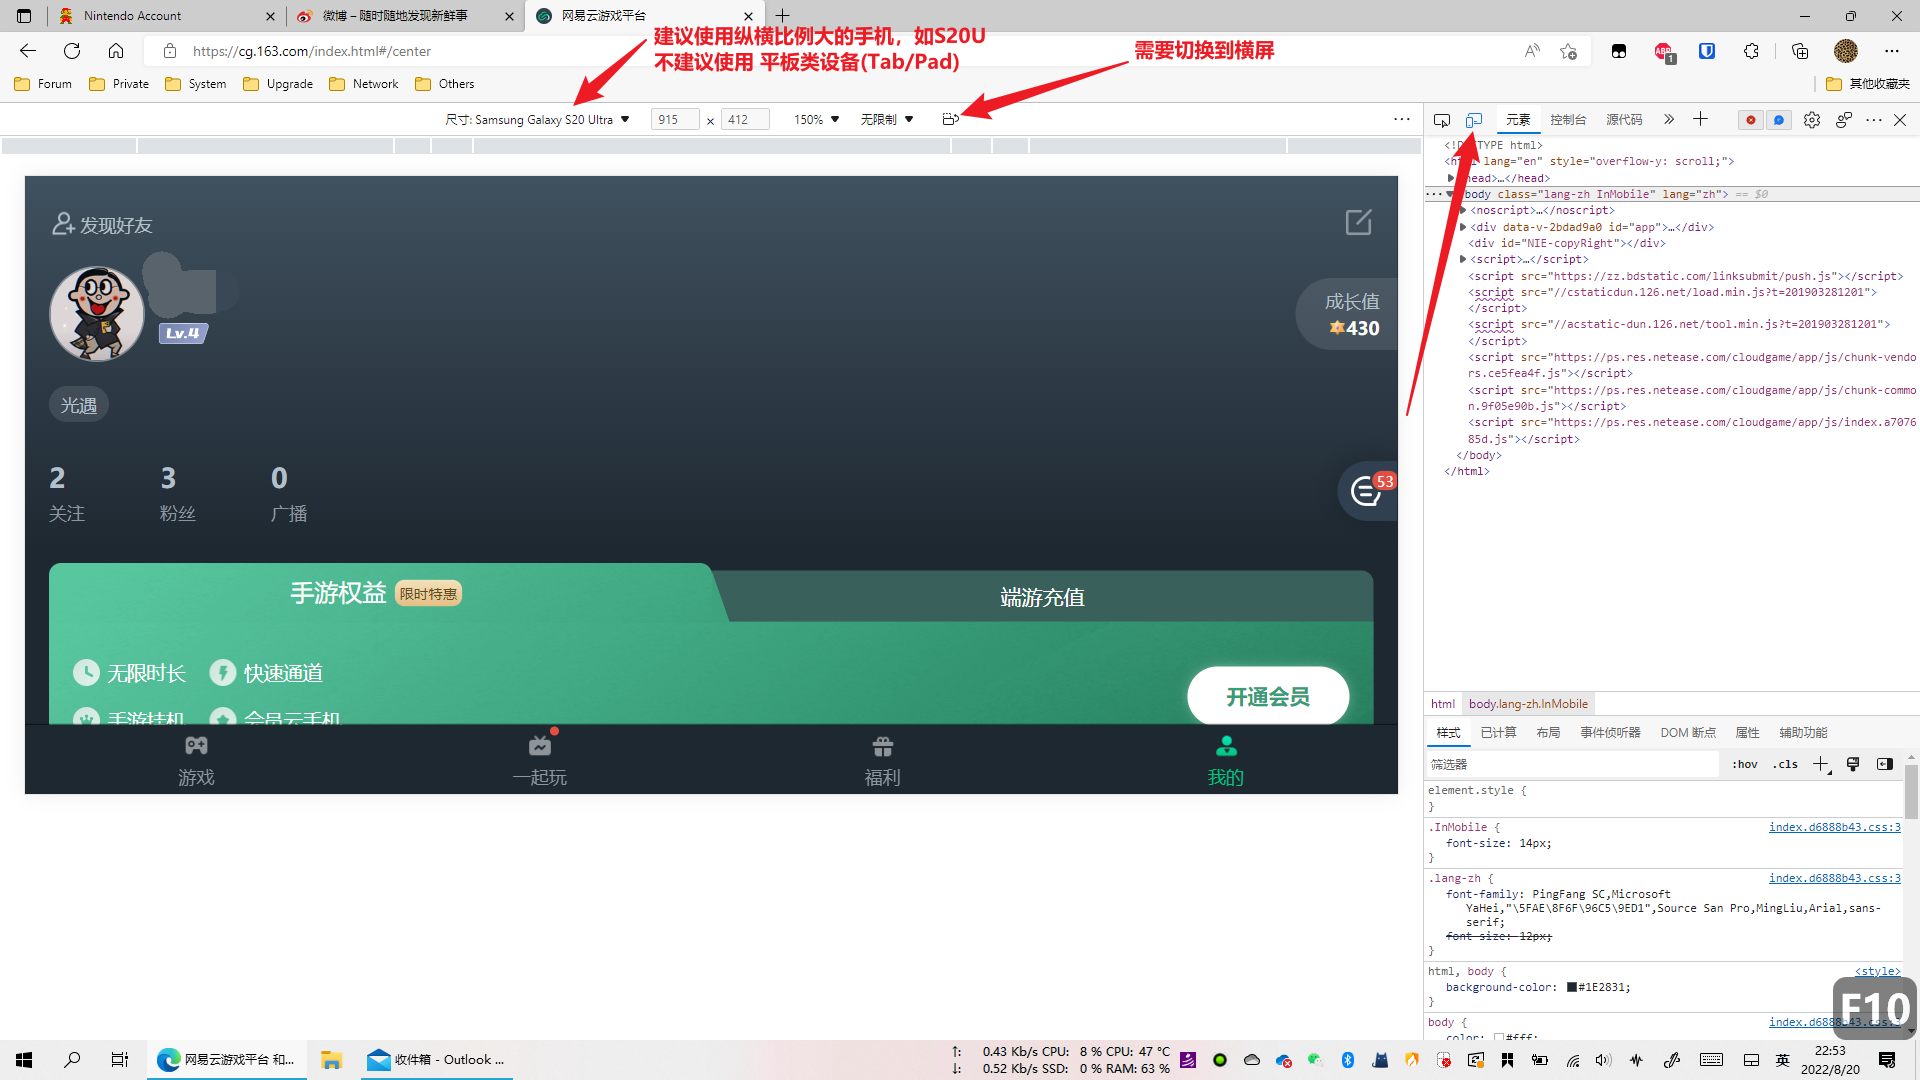 Nintendo Account
微博 – 随时随地发现新鲜事
网易云游戏平台
https://cg.163.com/index.html#/center
建议使用纵横比例大的手机，如S20U
不建议使用 平板类设备(Tab/Pad)
需要切换到横屏
Forum
Private
System
Upgrade
Network
Others
其他收藏夹
尺寸: Samsung Galaxy S20 Ultra
915
×
412
150%
无限制
元素
控制台
源代码
<html lang="en" style="overflow-y: scroll;">
…</head>
body class="lang-zh InMobile" lang="zh"> == $0
<noscript>…</noscript>
<div data-v-2bdad9a0 id="app">…</div>
<div id="NIE-copyRight"></div>
<script>…</script>
<script src="https://zz.bdstatic.com/linksubmit/push.js"></script>
<script src="//cstaticdun.126.net/load.min.js?t=201903281201">
</script>
<script src="//acstatic-dun.126.net/tool.min.js?t=201903281201">
</script>
<script src="https://ps.res.netease.com/cloudgame/app/js/chunk-vendo
rs.ce5fea4f.js"></script>
<script src="https://ps.res.netease.com/cloudgame/app/js/chunk-commo
n.9f05e90b.js"></script>
<script src="https://ps.res.netease.com/cloudgame/app/js/index.a7076
85d.js"></script>
</body>
</html>
发现好友
Lv.4
成长值
430
光遇
2
3
0
关注
粉丝
广播
53
手游权益
限时特惠
端游充值
无限时长
快速通道
手游挂机
会员云手机
开通会员
游戏
一起玩
福利
我的
html
body.lang-zh.InMobile
样式
已计算
布局
事件侦听器
DOM 断点
属性
辅助功能
筛选器
:hov
.cls
element.style {
}
.InMobile {
index.d6888b43.css:3
font-size: 14px;
}
.lang-zh {
index.d6888b43.css:3
font-family: PingFang SC,Microsoft
YaHei,"\5FAE\8F6F\96C5\9ED1",Source San Pro,MingLiu,Arial,sans-
serif;
font-size: 12px;
}
html, body {
<style>
background-color: #1E2831;
}
body {
index.d6888b43.css:3
color: #fff;
F10
网易云游戏平台 和...
收件箱 - Outlook ...
↑: 0.43 Kb/s CPU: 8 % CPU: 47 °C
↓: 0.52 Kb/s SSD: 0 % RAM: 63 %
英
22:53
2022/8/20